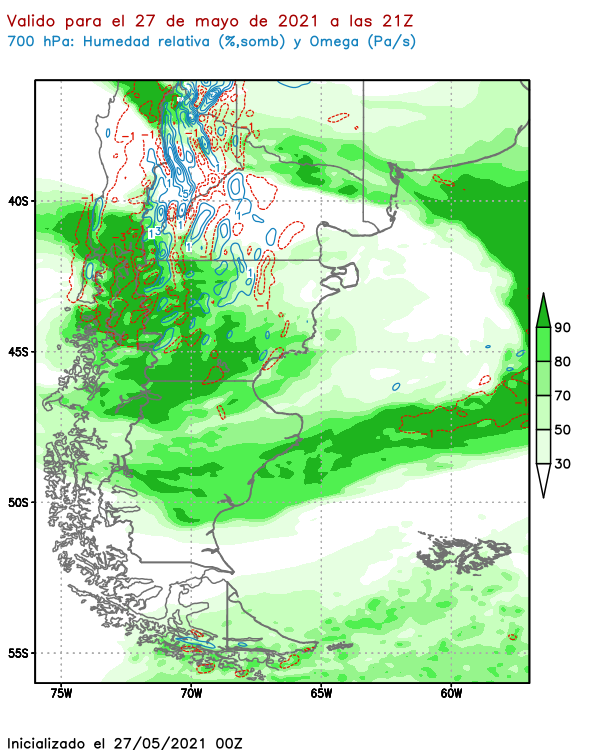 Valido para el 27 de mayo de 2021 a las 21Z
700 hPa: Humedad relativa (%,somb) y Omega (Pa/s)
40S
45S
50S
55S
75W 70W 65W 60W
90
80
70
50
30
Inicializado el 27/05/2021 00Z